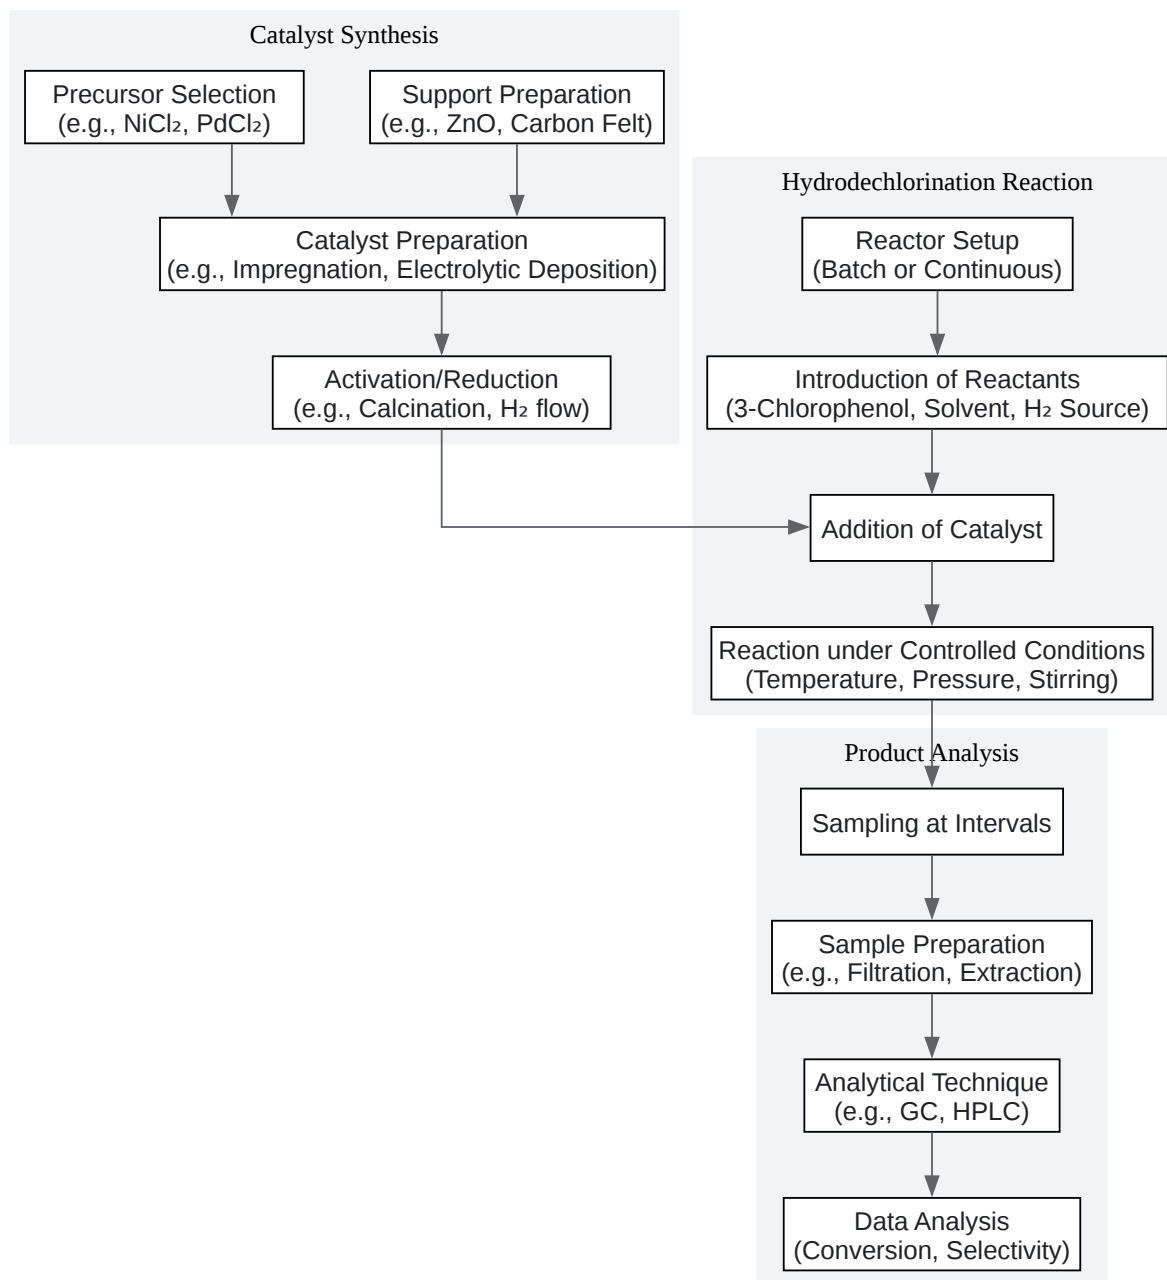 Catalyst Synthesis
Precursor Selection
(e.g., NiCl₂, PdCl₂)
Support Preparation
(e.g., ZnO, Carbon Felt)
Catalyst Preparation
(e.g., Impregnation, Electrolytic Deposition)
Activation/Reduction
(e.g., Calcination, H₂ flow)
Hydrodechlorination Reaction
Reactor Setup
(Batch or Continuous)
Introduction of Reactants
(3-Chlorophenol, Solvent, H₂ Source)
Addition of Catalyst
Reaction under Controlled Conditions
(Temperature, Pressure, Stirring)
Product Analysis
Sampling at Intervals
Sample Preparation
(e.g., Filtration, Extraction)
Analytical Technique
(e.g., GC, HPLC)
Data Analysis
(Conversion, Selectivity)